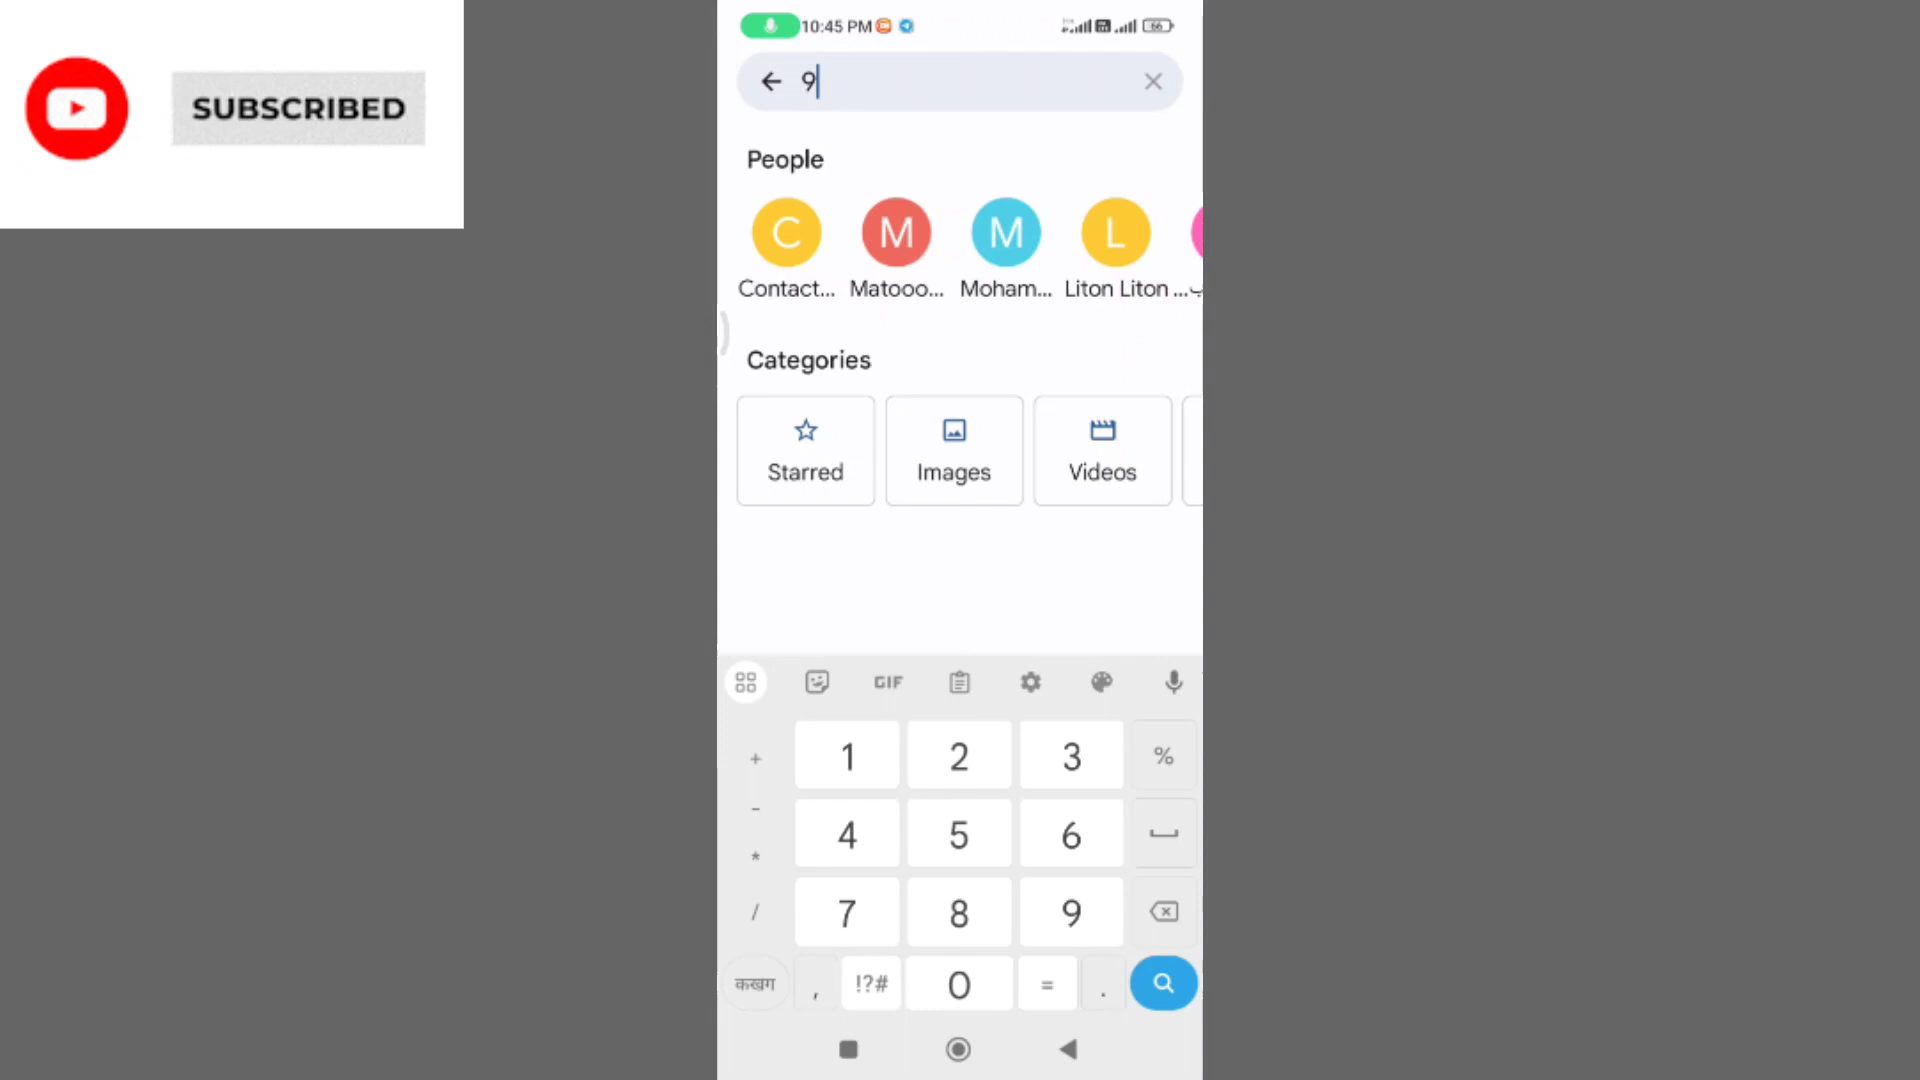 SUBSCRIBED
10:45 PM
66
9
People
C M M L
Contact... Matooo... Moham... Liton Liton ...
Categories
Starred Images Videos
GIF
+ 1 2 3 %
-
4 5 6
*
/ 7 8 9
कखग , !?# 0 = .